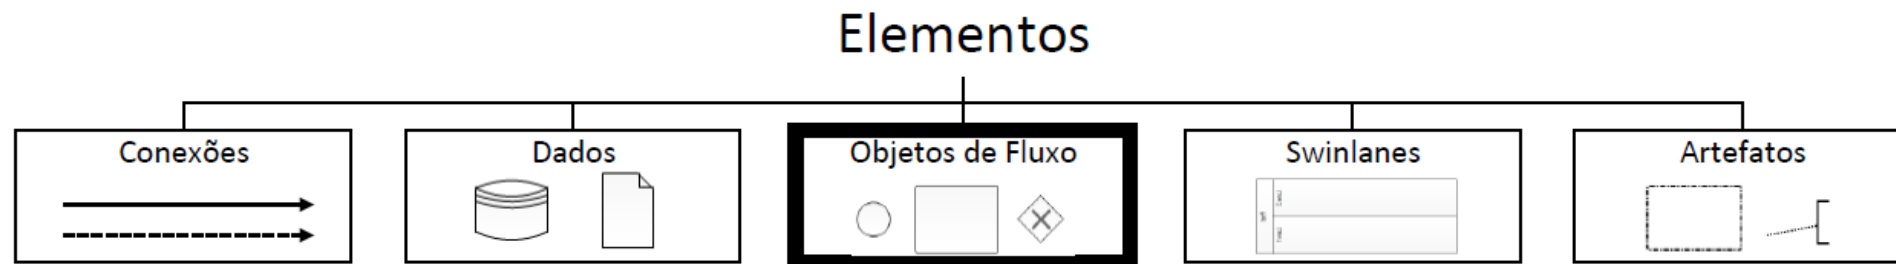 Elementos
Conexões
Dados
Objetos de Fluxo
Swinlanes
Artefatos